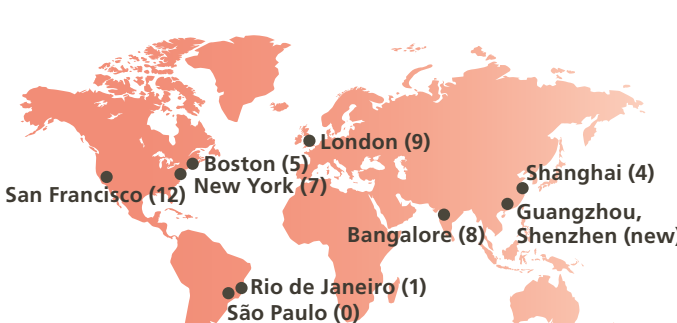 London (9)
Boston (5)
New York (7)
San Francisco (12)
Shanghai (4)
Guangzhou,
Shenzhen (new)
Bangalore (8)
Rio de Janeiro (1)
São Paulo (0)